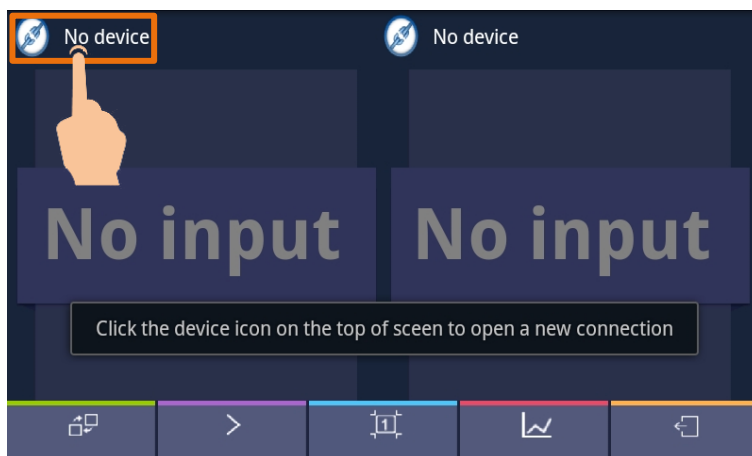 No device
No device
No input
No input
Click the device icon on the top of sceen to open a new connection
1